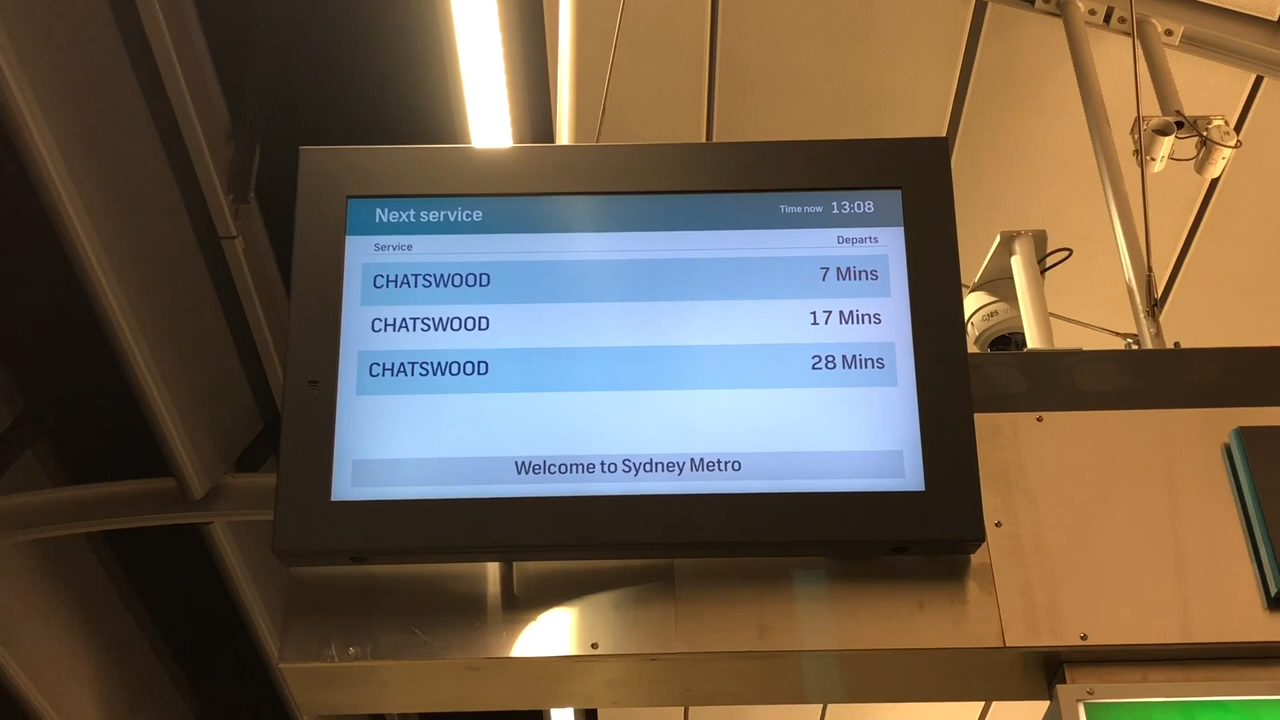 Next service
Time now 13:08
Service Departs
CHATSWOOD 7 Mins
CHATSWOOD 17 Mins
CHATSWOOD 28 Mins
Welcome to Sydney Metro